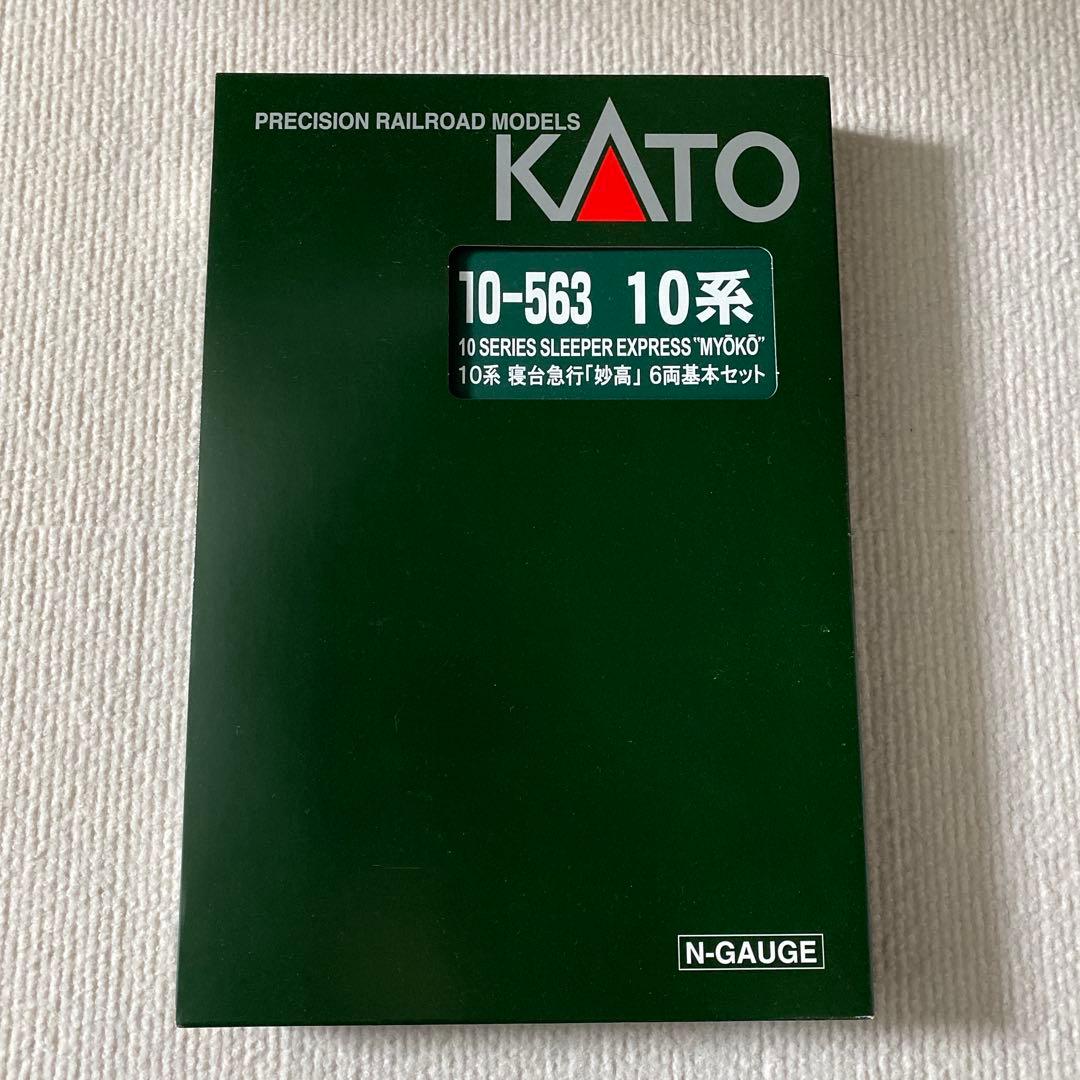 PRECISION RAILROAD MODELS
KATO
10-563 10系
10 SERIES SLEEPER EXPRESS "MYŌKŌ"
10系 寝台急行「妙高」 6両基本セット
N-GAUGE